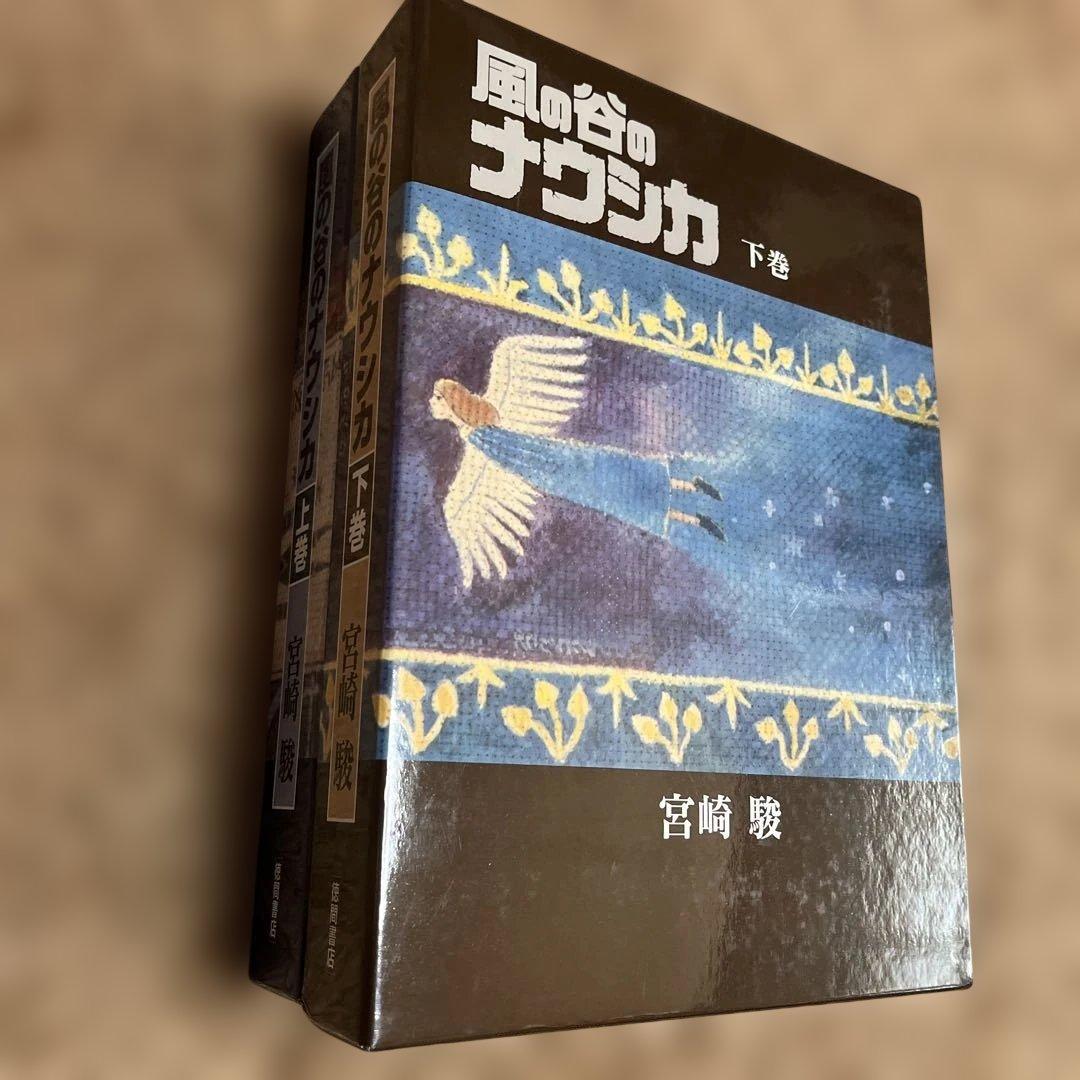 風の谷の
ナウシカ
下巻
宮崎 駿
風の谷のナウシカ 下巻 宮崎 駿
徳間書店
風の谷のナウシカ 上巻 宮崎 駿
徳間書店